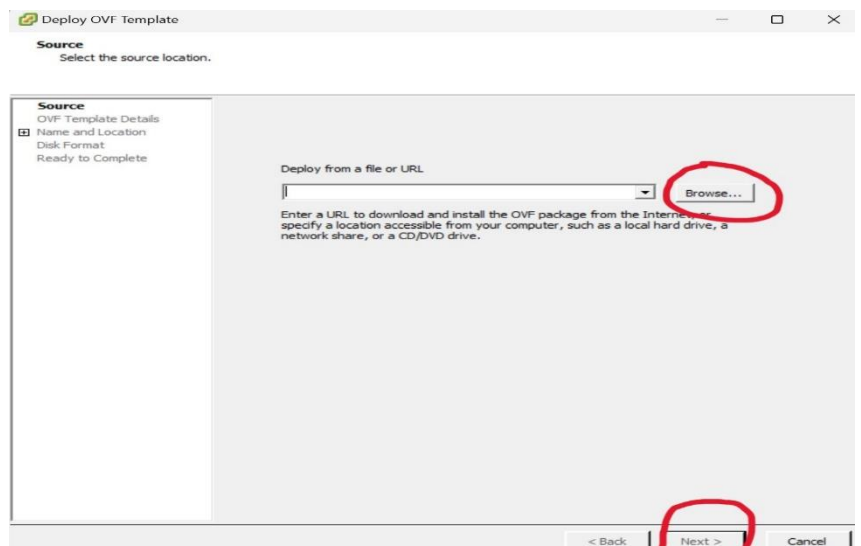 Deploy OVF Template
Source
Select the source location.
Source
OVF Template Details
Name and Location
Disk Format
Ready to Complete
Deploy from a file or URL
Browse...
Enter a URL to download and install the OVF package from the Internet, or
specify a location accessible from your computer, such as a local hard drive, a
network share, or a CD/DVD drive.
< Back
Next >
Cancel